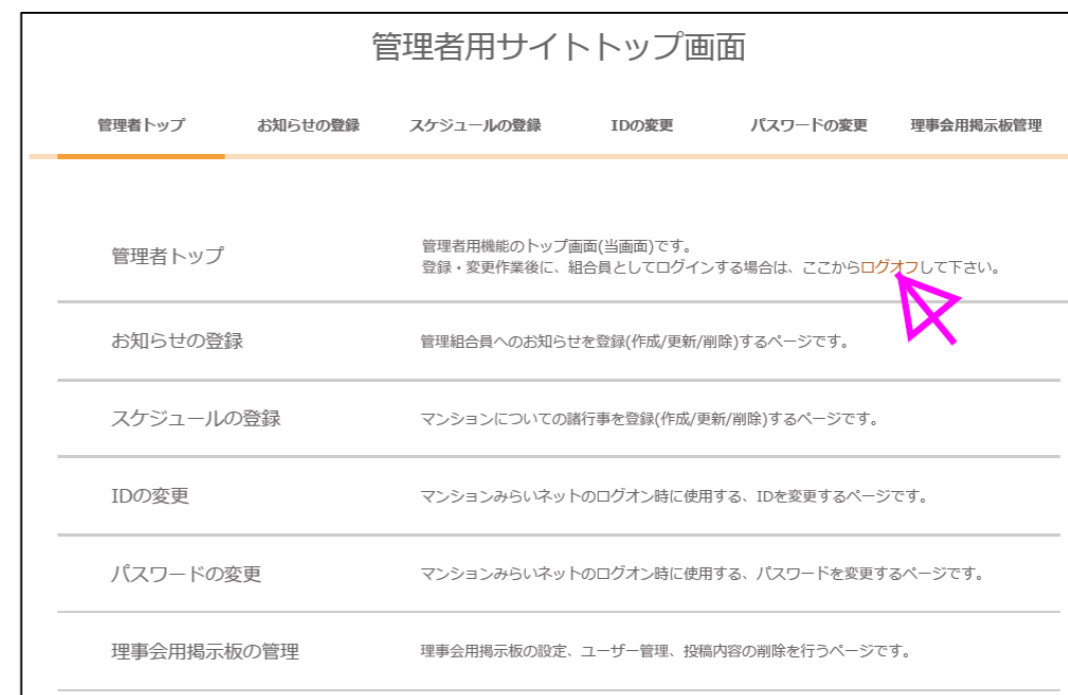 管理者用サイトトップ画面
管理者トップ お知らせの登録 スケジュールの登録 IDの変更 パスワードの変更 理事会用掲示板管理
管理者トップ
管理者用機能のトップ画面(当画面)です。
登録・変更作業後に、組合員としてログインする場合は、ここからログオフして下さい。
お知らせの登録
管理組合員へのお知らせを登録(作成/更新/削除)するページです。
スケジュールの登録
マンションについての諸行事を登録(作成/更新/削除)するページです。
IDの変更
マンションみらいネットのログオン時に使用する、IDを変更するページです。
パスワードの変更
マンションみらいネットのログオン時に使用する、パスワードを変更するページです。
理事会用掲示板の管理
理事会用掲示板の設定、ユーザー管理、投稿内容の削除を行うページです。